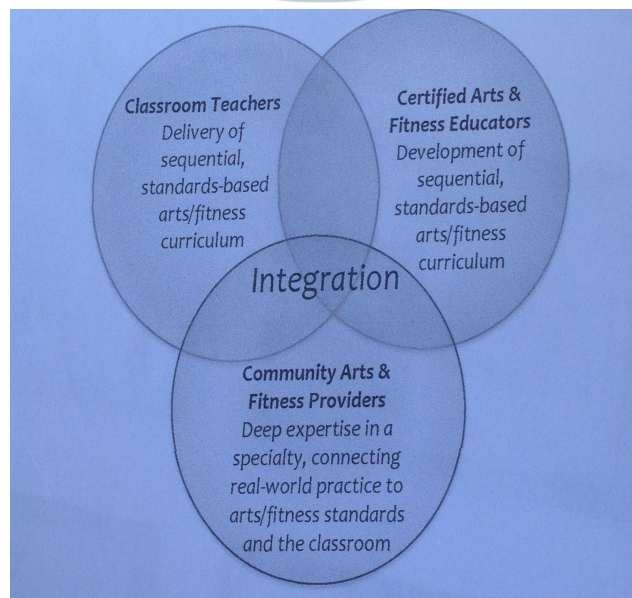 Classroom Teachers
Delivery of
sequential,
standards-based
arts/fitness
curriculum
Certified Arts &
Fitness Educators
Development of
sequential,
standards-based
arts/fitness
curriculum
Integration
Community Arts &
Fitness Providers
Deep expertise in a
specialty, connecting
real-world practice to
arts/fitness standards
and the classroom